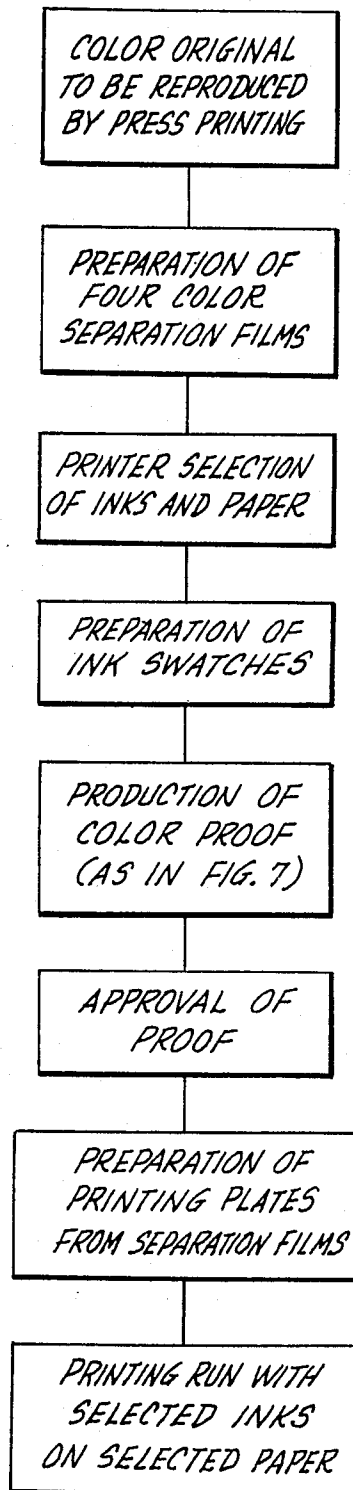 COLOR ORIGINAL
TO BE REPRODUCED
BY PRESS PRINTING
PREPARATION OF
FOUR COLOR
SEPARATION FILMS
PRINTER SELECTION
OF INKS AND PAPER
PREPARATION OF
INK SWATCHES
PRODUCTION OF
COLOR PROOF
(AS IN FIG. 7)
APPROVAL OF
PROOF
PREPARATION OF
PRINTING PLATES
FROM SEPARATION FILMS
PRINTING RUN WITH
SELECTED INKS
ON SELECTED PAPER